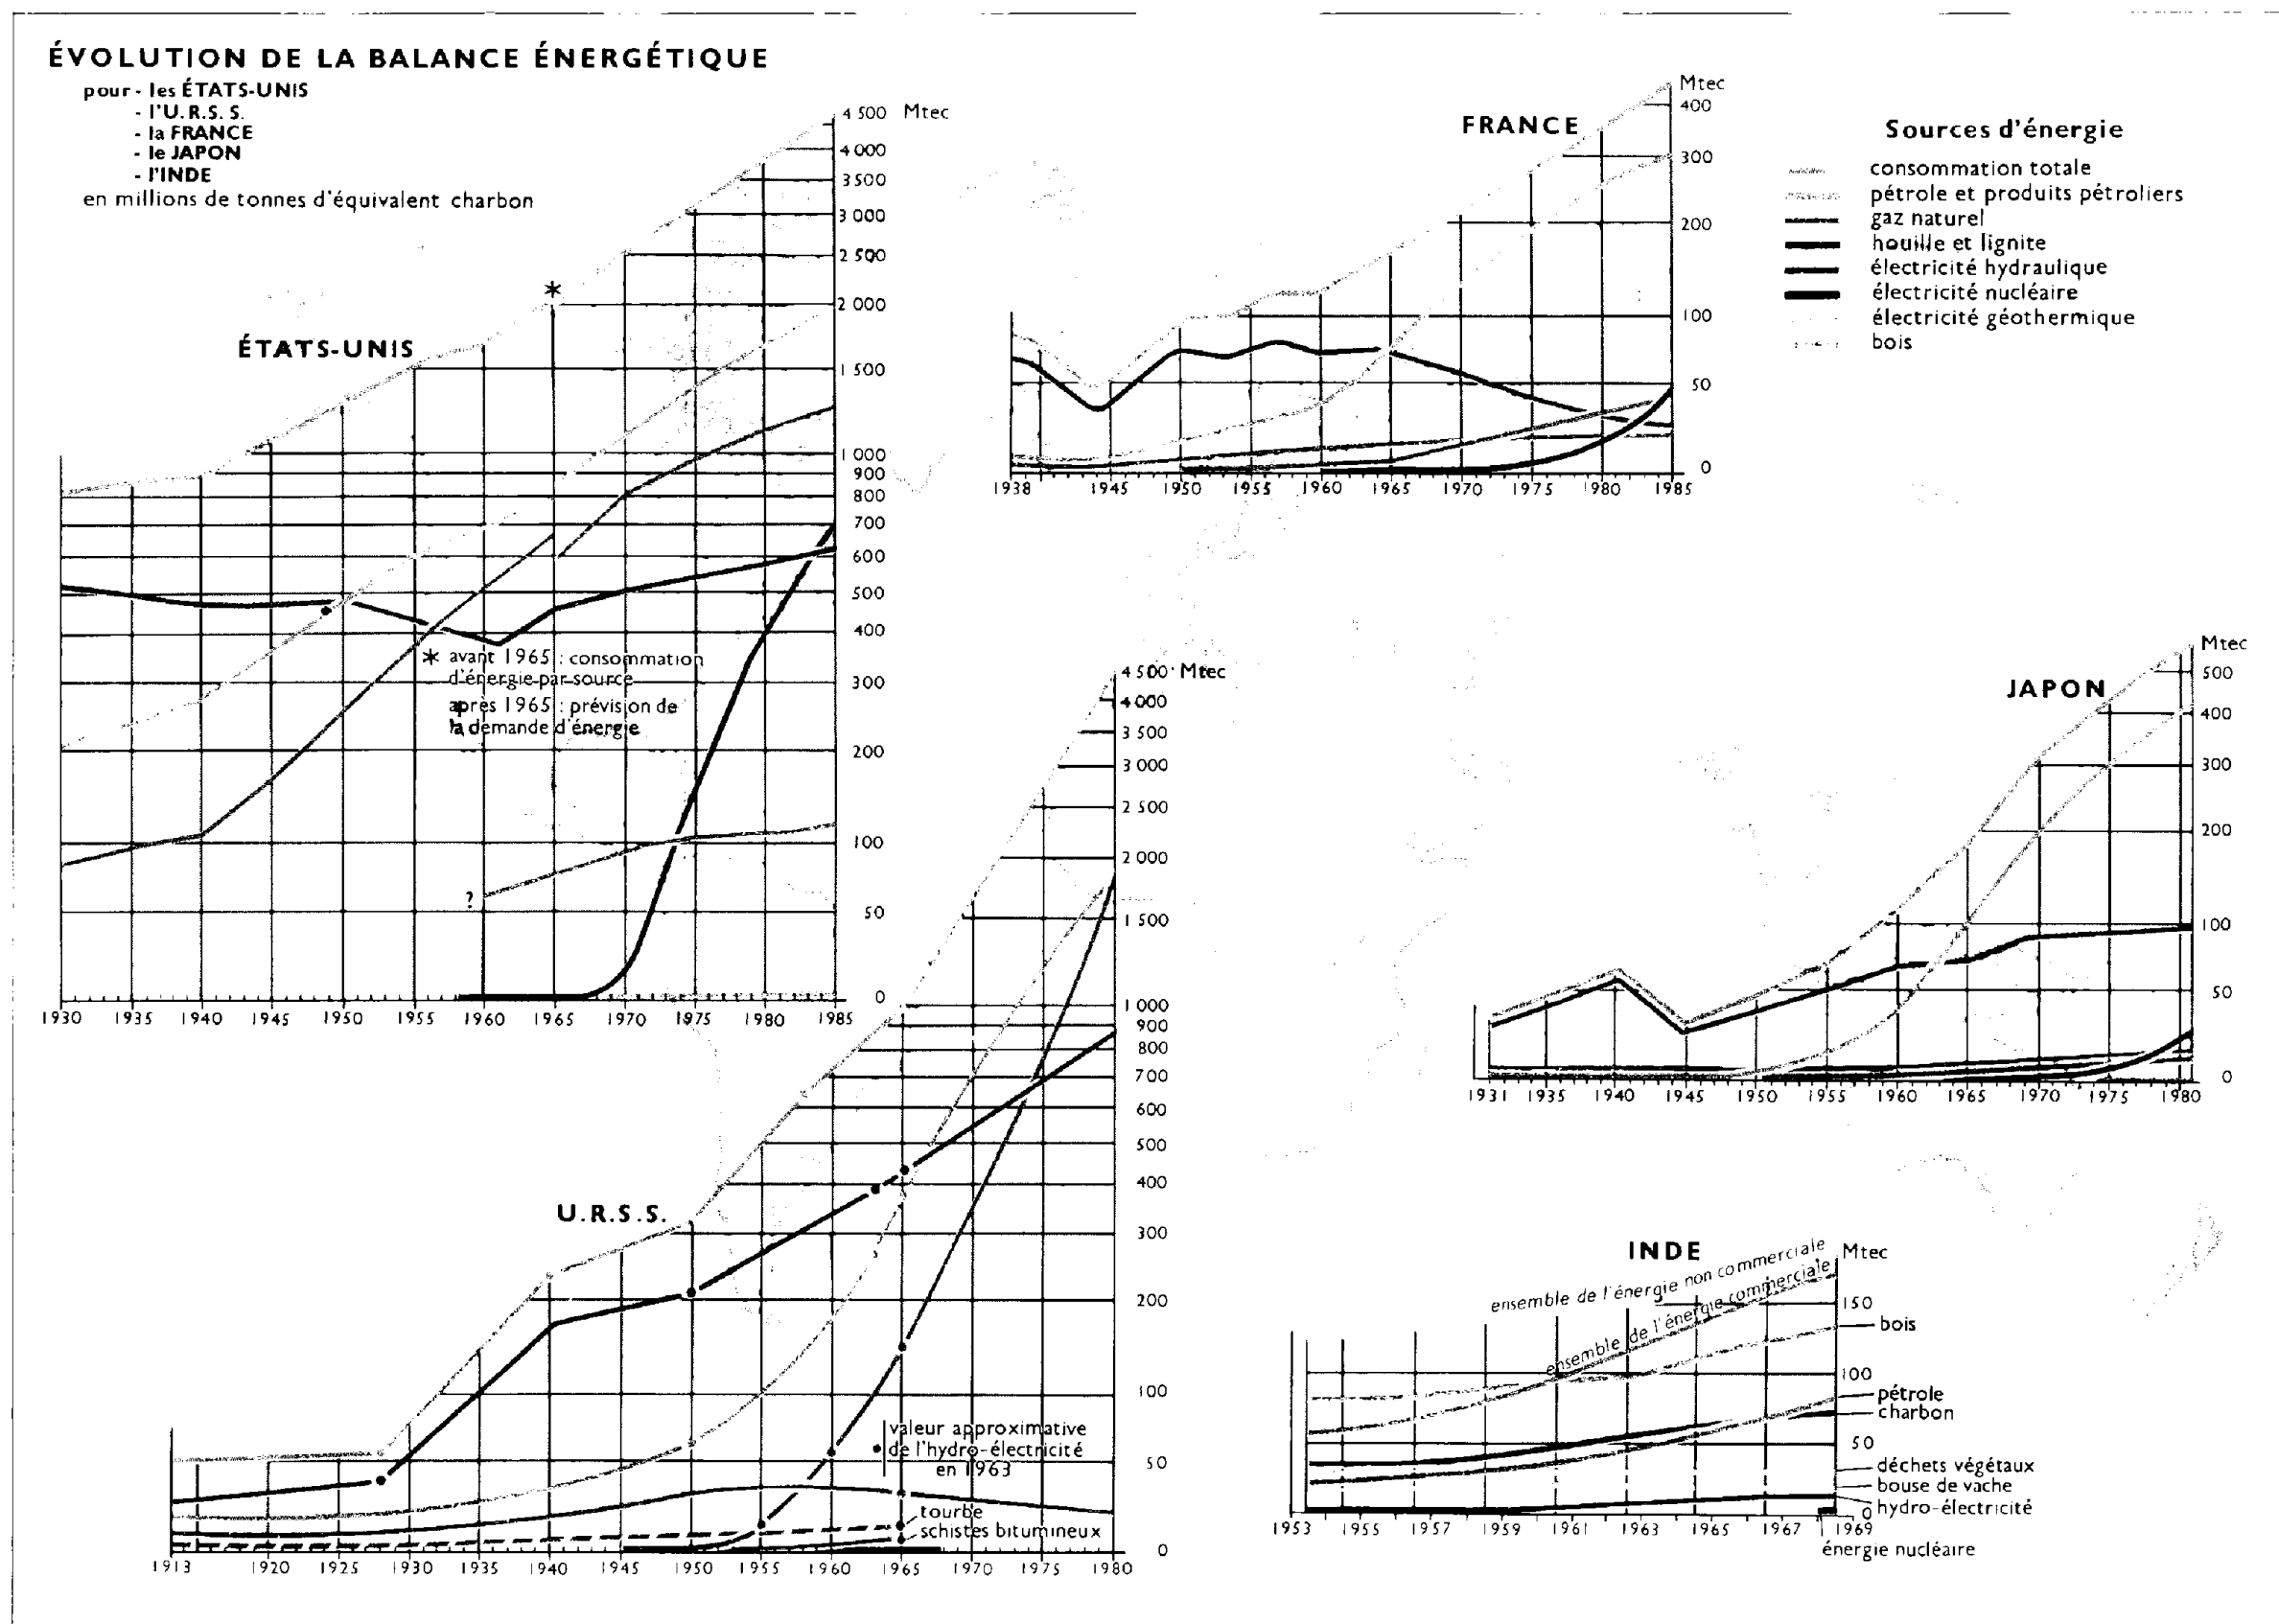 ÉVOLUTION DE LA BALANCE ÉNERGÉTIQUE
pour - les ÉTATS-UNIS
- l'U.R.S.S.
- la FRANCE
- le JAPON
- l'INDE
en millions de tonnes d'équivalent charbon
ÉTATS-UNIS
4 500 Mtec
4 000
3 500
3 000
2 500
2 000
1 500
1 000
900
800
700
600
500
400
300
200
100
50
0
* avant 1965 : consommation
d'énergie par source
après 1965 : prévision de
la demande d'énergie
*
?
1930 1935 1940 1945 1950 1955 1960 1965 1970 1975 1980 1985
FRANCE
Mtec
400
300
200
100
50
0
1938 1945 1950 1955 1960 1965 1970 1975 1980 1985
Sources d'énergie
consommation totale
pétrole et produits pétroliers
gaz naturel
houille et lignite
électricité hydraulique
électricité nucléaire
électricité géothermique
bois
U.R.S.S.
4 500 Mtec
4 000
3 500
3 000
2 500
2 000
1 500
1 000
900
800
700
600
500
400
300
200
100
50
0
valeur approximative
de l'hydro-électricité
en 1963
tourbe
schistes bitumineux
1913 1920 1925 1930 1935 1940 1945 1950 1955 1960 1965 1970 1975 1980
JAPON
Mtec
500
400
300
200
100
50
0
1931 1935 1940 1945 1950 1955 1960 1965 1970 1975 1980
INDE
Mtec
ensemble de l'énergie non commerciale
ensemble de l'énergie commerciale
150
bois
100
pétrole
charbon
50
déchets végétaux
bouse de vache
hydro-électricité
0
1953 1955 1957 1959 1961 1963 1965 1967 1969
énergie nucléaire